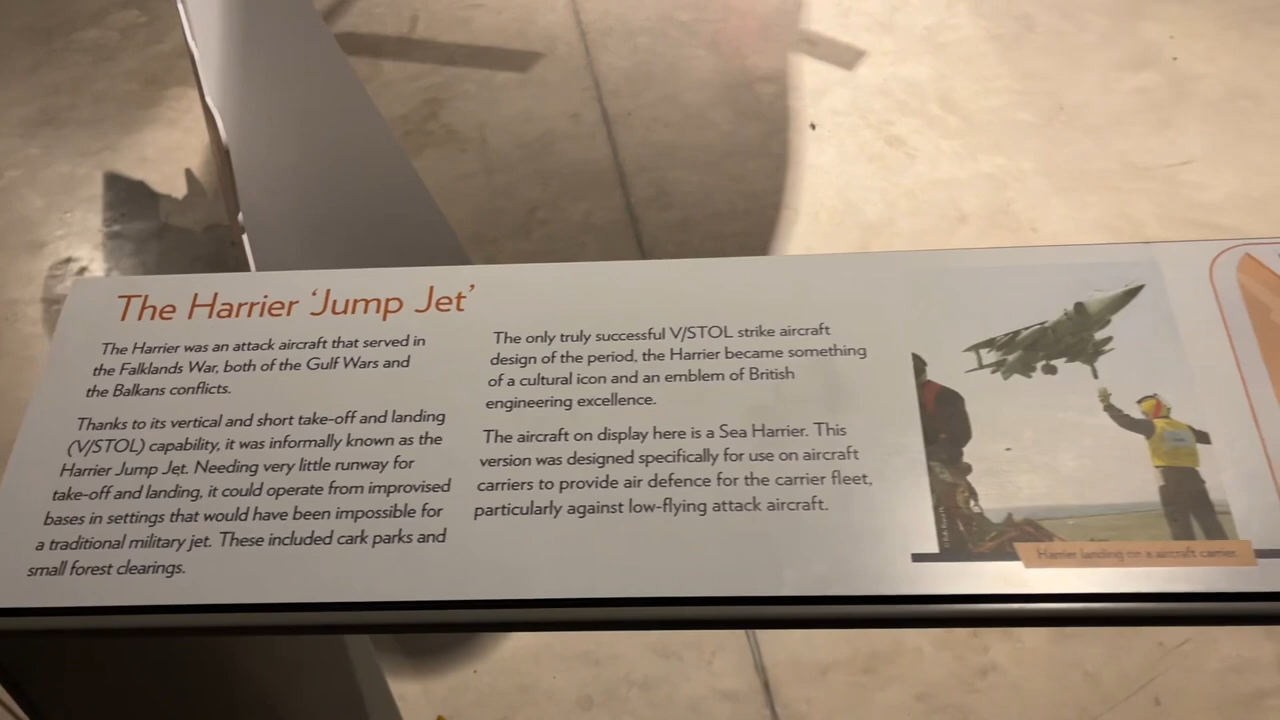 The Harrier 'Jump Jet'
The Harrier was an attack aircraft that served in
the Falklands War, both of the Gulf Wars and
the Balkans conflicts.
Thanks to its vertical and short take-off and landing
(V/STOL) capability, it was informally known as the
Harrier Jump Jet. Needing very little runway for
take-off and landing, it could operate from improvised
bases in settings that would have been impossible for
a traditional military jet. These included cark parks and
small forest clearings.
The only truly successful V/STOL strike aircraft
design of the period, the Harrier became something
of a cultural icon and an emblem of British
engineering excellence.
The aircraft on display here is a Sea Harrier. This
version was designed specifically for use on aircraft
carriers to provide air defence for the carrier fleet,
particularly against low-flying attack aircraft.
Harrier landing on a aircraft carrier.